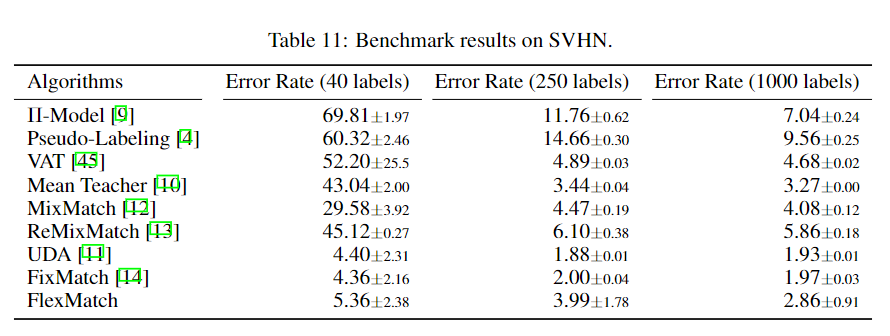 Table 11: Benchmark results on SVHN.
Algorithms Error Rate (40 labels) Error Rate (250 labels) Error Rate (1000 labels)
Π-Model [9] 69.81±1.97 11.76±0.62 7.04±0.24
Pseudo-Labeling [4] 60.32±2.46 14.66±0.30 9.56±0.25
VAT [45] 52.20±25.5 4.89±0.03 4.68±0.02
Mean Teacher [10] 43.04±2.00 3.44±0.04 3.27±0.00
MixMatch [12] 29.58±3.92 4.47±0.19 4.08±0.12
ReMixMatch [13] 45.12±0.27 6.10±0.38 5.86±0.18
UDA [11] 4.40±2.31 1.88±0.01 1.93±0.01
FixMatch [14] 4.36±2.16 2.00±0.04 1.97±0.03
FlexMatch 5.36±2.38 3.99±1.78 2.86±0.91